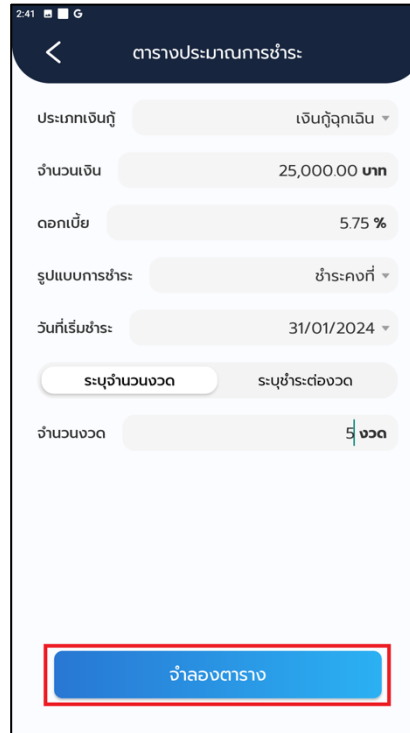 2:41 G
ตารางประมาณการชำระ
ประเภทเงินกู้ เงินกู้ฉุกเฉิน
จำนวนเงิน 25,000.00 บาท
ดอกเบี้ย 5.75 %
รูปแบบการชำระ ชำระคงที่
วันที่เริ่มชำระ 31/01/2024
ระบุจำนวนงวด ระบุชำระต่องวด
จำนวนงวด 5 งวด
จำลองตาราง